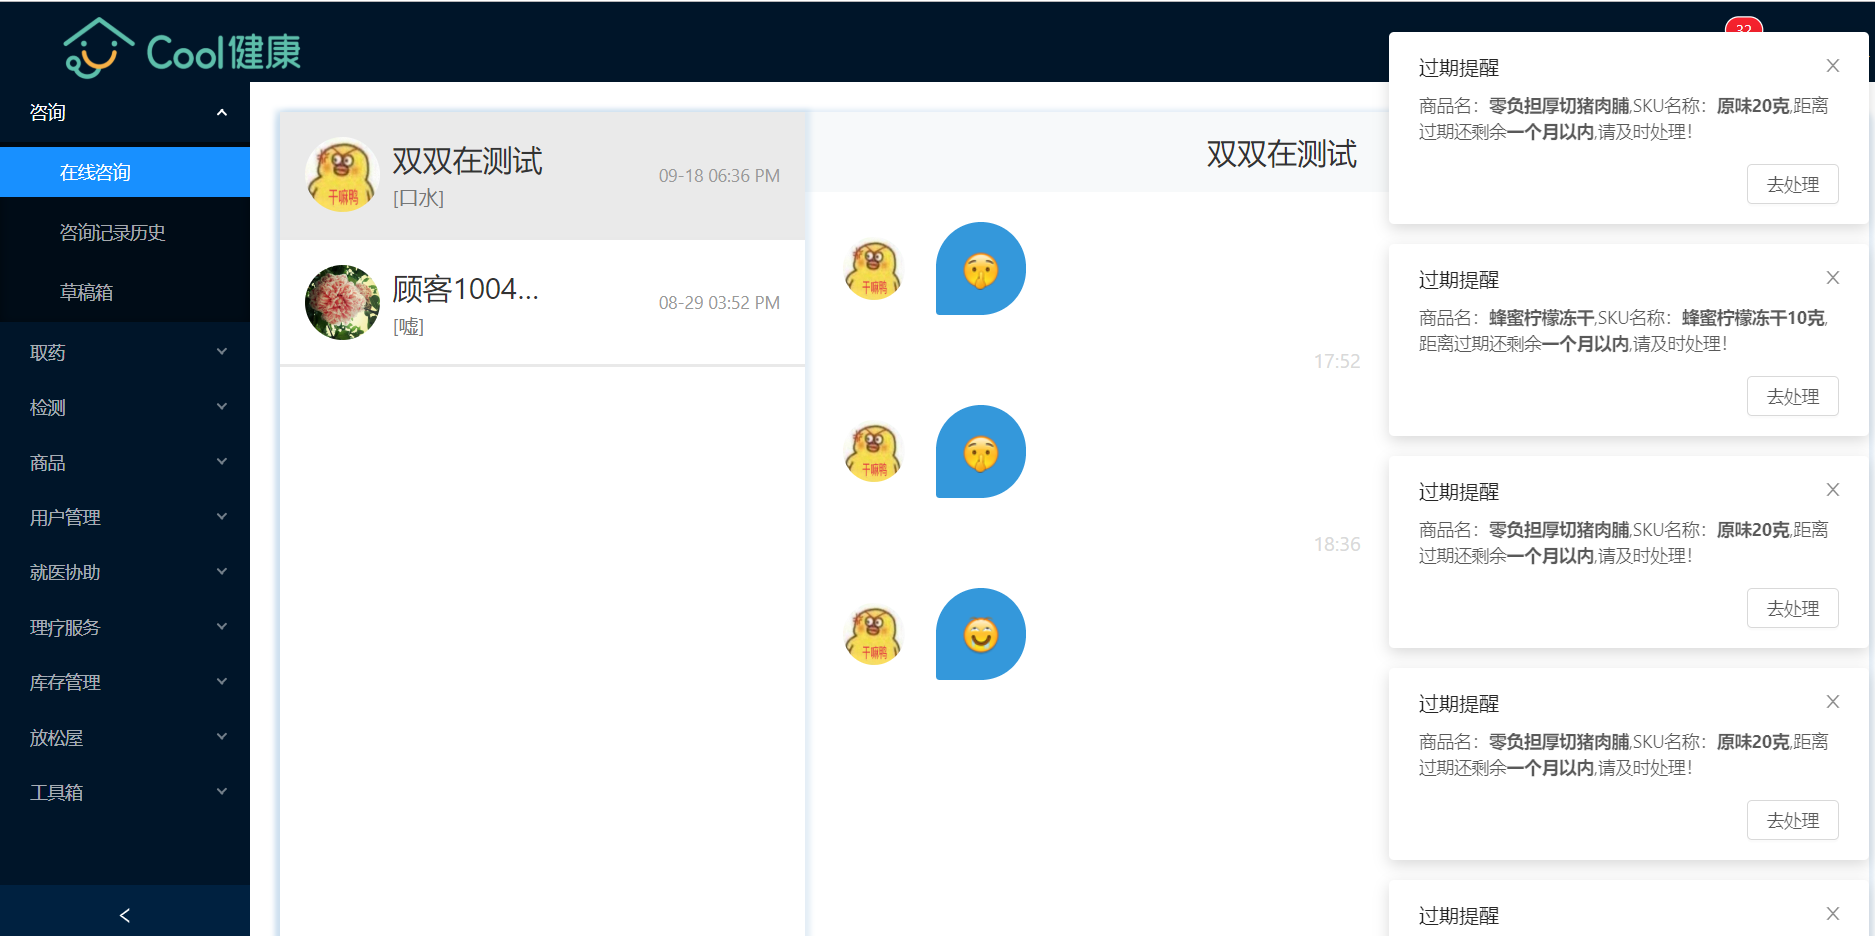 Cool健康
32
咨询
在线咨询
咨询记录历史
草稿箱
取药
检测
商品
用户管理
就医协助
理疗服务
库存管理
放松屋
工具箱
双双在测试
09-18 06:36 PM
[口水]
顾客1004...
08-29 03:52 PM
[嘘]
双双在测试
干嘛鸭
17:52
干嘛鸭
18:36
干嘛鸭
过期提醒
商品名：零负担厚切猪肉脯,SKU名称：原味20克,距离
过期还剩余一个月以内,请及时处理！
去处理
过期提醒
商品名：蜂蜜柠檬冻干,SKU名称：蜂蜜柠檬冻干10克,
距离过期还剩余一个月以内,请及时处理！
去处理
过期提醒
商品名：零负担厚切猪肉脯,SKU名称：原味20克,距离
过期还剩余一个月以内,请及时处理！
去处理
过期提醒
商品名：零负担厚切猪肉脯,SKU名称：原味20克,距离
过期还剩余一个月以内,请及时处理！
去处理
过期提醒